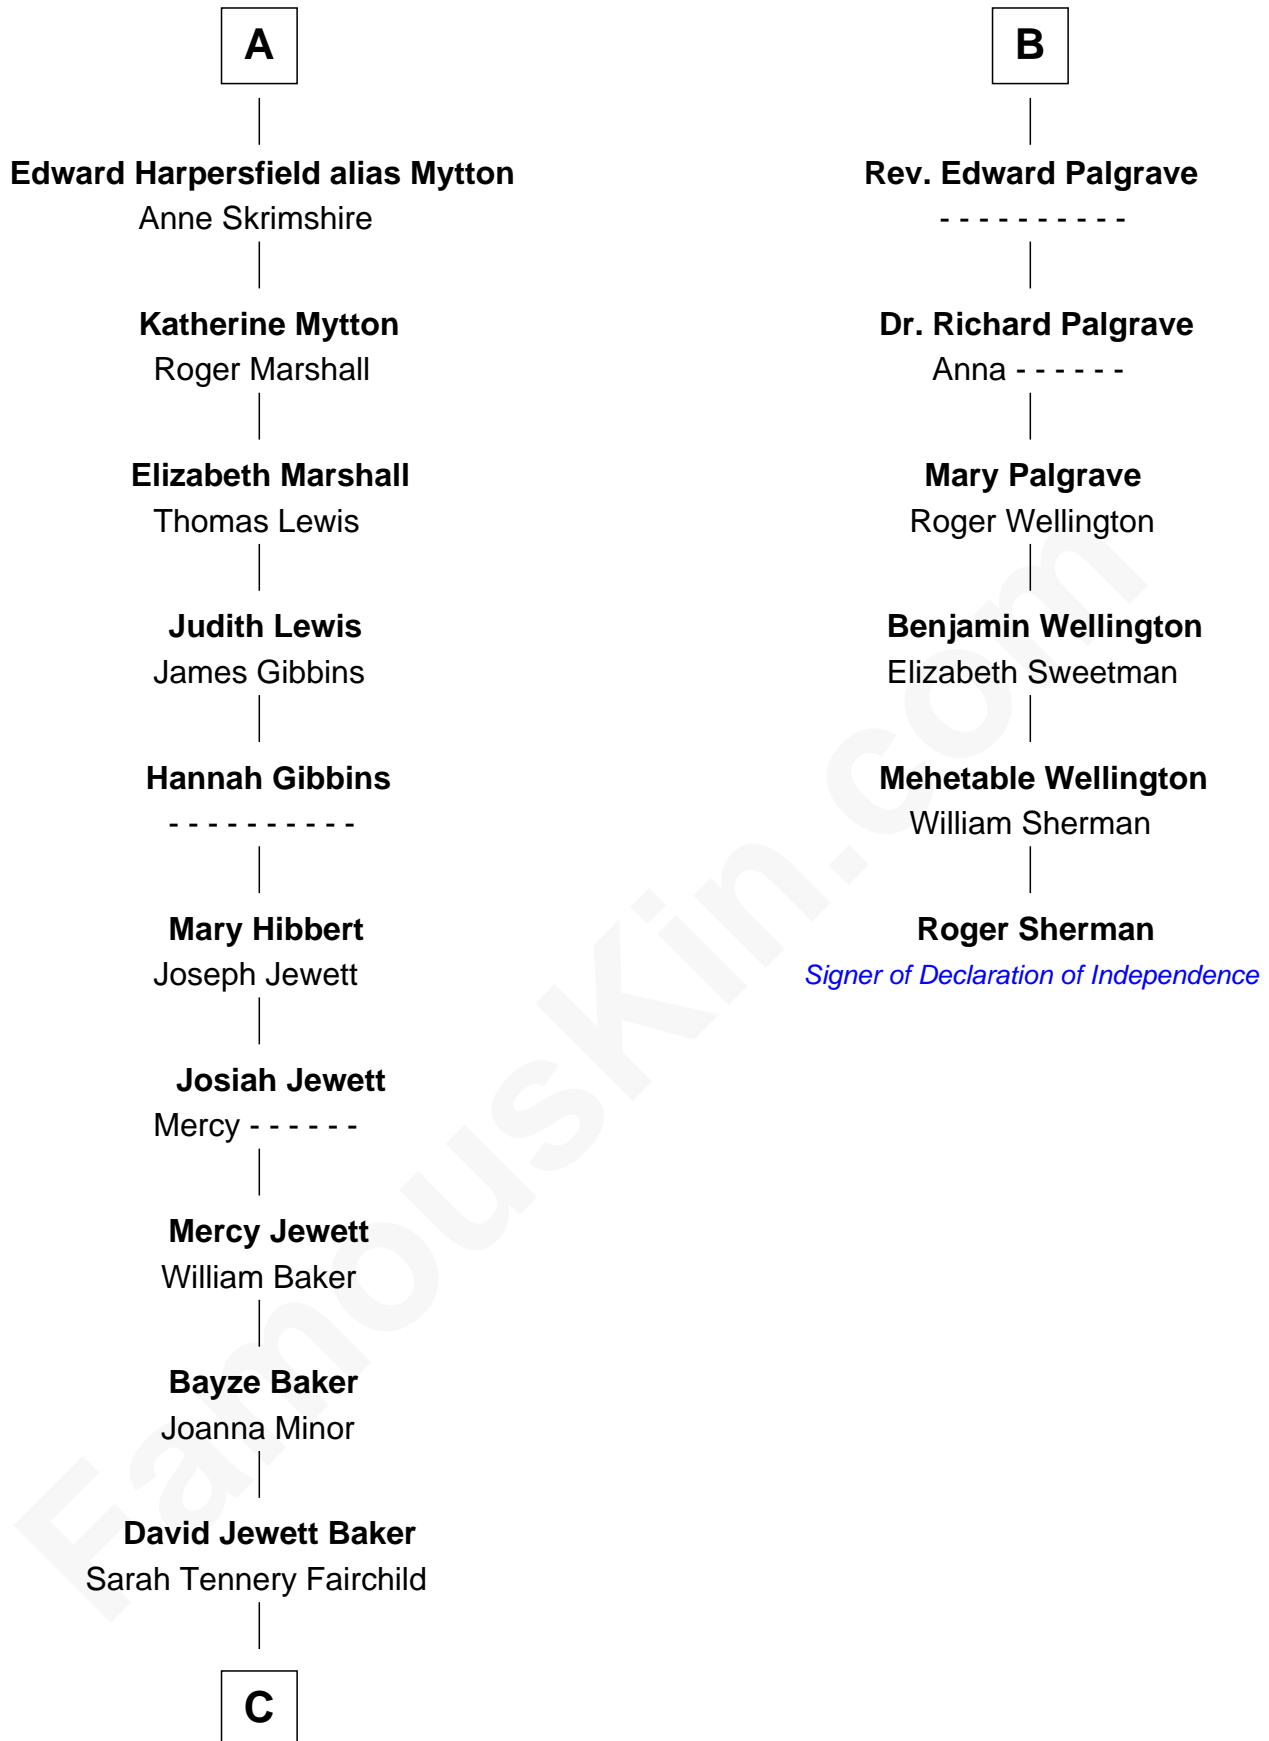 A
Edward Harpersfield alias Mytton
Anne Skrimshire
Katherine Mytton
Roger Marshall
Elizabeth Marshall
Thomas Lewis
Judith Lewis
James Gibbins
Hannah Gibbins
- - - - - - - - - -
Mary Hibbert
Joseph Jewett
Josiah Jewett
Mercy - - - - - -
Mercy Jewett
William Baker
Bayze Baker
Joanna Minor
David Jewett Baker
Sarah Tennery Fairchild
C
B
Rev. Edward Palgrave
- - - - - - - - - -
Dr. Richard Palgrave
Anna - - - - - -
Mary Palgrave
Roger Wellington
Benjamin Wellington
Elizabeth Sweetman
Mehetable Wellington
William Sherman
Roger Sherman
Signer of Declaration of Independence
FamousKin.com